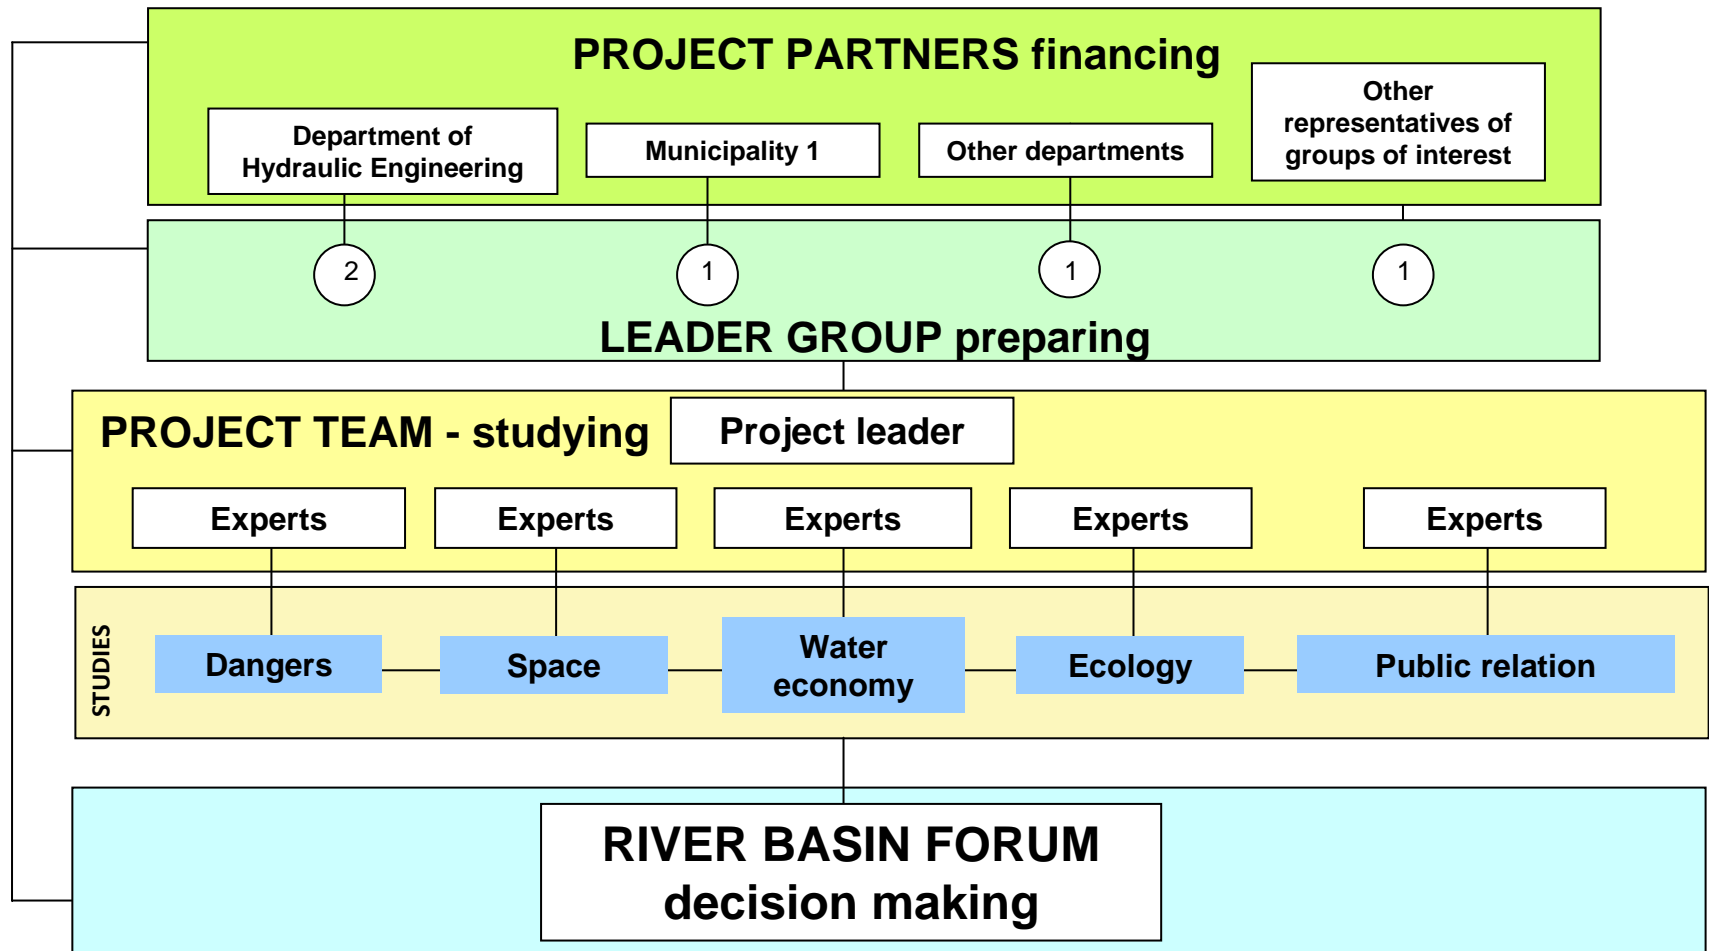 PROJECT PARTNERS financing
Department of
Hydraulic Engineering
Municipality 1
Other departments
Other
representatives of
groups of interest
2
1
1
1
LEADER GROUP preparing
PROJECT TEAM - studying
Project leader
Experts
Experts
Experts
Experts
Experts
STUDIES
Dangers
Space
Water
economy
Ecology
Public relation
RIVER BASIN FORUM
decision making